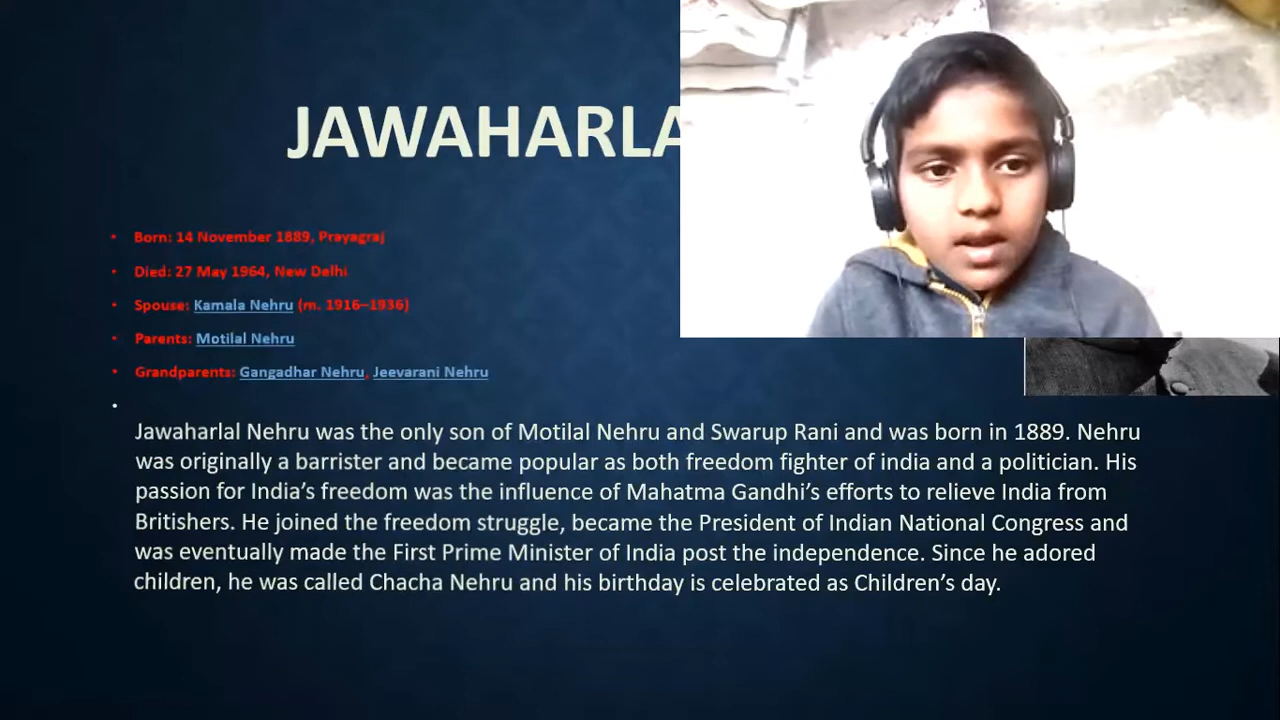 JAWAHARLA
• Born: 14 November 1889, Prayagraj
• Died: 27 May 1964, New Delhi
• Spouse: Kamala Nehru (m. 1916–1936)
• Parents: Motilal Nehru
• Grandparents: Gangadhar Nehru, Jeevarani Nehru
•
Jawaharlal Nehru was the only son of Motilal Nehru and Swarup Rani and was born in 1889. Nehru
was originally a barrister and became popular as both freedom fighter of india and a politician. His
passion for India’s freedom was the influence of Mahatma Gandhi’s efforts to relieve India from
Britishers. He joined the freedom struggle, became the President of Indian National Congress and
was eventually made the First Prime Minister of India post the independence. Since he adored
children, he was called Chacha Nehru and his birthday is celebrated as Children’s day.